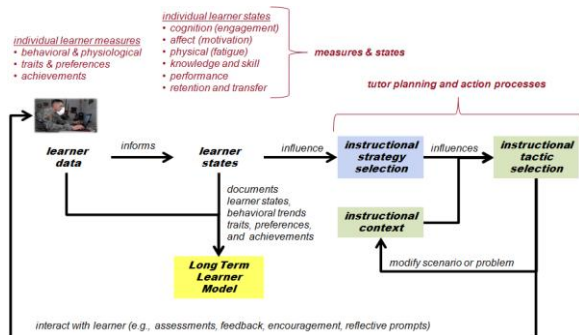 individual learner measures
• behavioral & physiological
• traits & preferences
• achievements
individual learner states
• cognition (engagement)
• affect (motivation)
• physical (fatigue)
• knowledge and skill
• performance
• retention and transfer
measures & states
tutor planning and action processes
learner
data
informs
learner
states
influence
instructional
strategy
selection
influences
instructional
tactic
selection
documents
learner states,
behavioral trends
traits, preferences,
and achievements
instructional
context
Long Term
Learner
Model
modify scenario or problem
interact with learner (e.g., assessments, feedback, encouragement, reflective prompts)